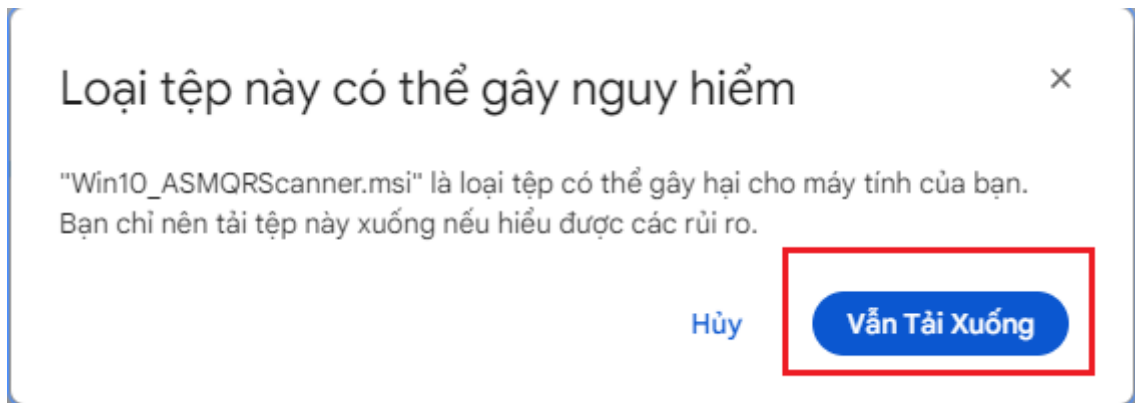 Loại tệp này có thể gây nguy hiểm
"Win10_ASMQRScanner.msi" là loại tệp có thể gây hại cho máy tính của bạn.
Bạn chỉ nên tải tệp này xuống nếu hiểu được các rủi ro.
Hủy
Vẫn Tải Xuống